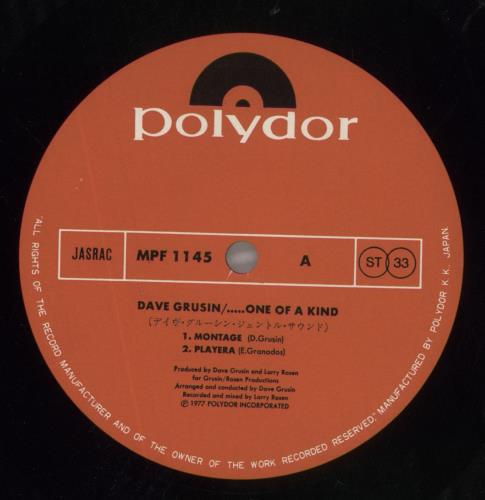 polydor
JASRAC MPF 1145 A ST 33
DAVE GRUSIN/.....ONE OF A KIND
(デイヴ・グルーシン・ジェントル・サウンド)
1. MONTAGE (D.Grusin)
2. PLAYERA (E.Granados)
Produced by Dave Grusin and Larry Rosen
for Grusin/Rosen Productions
Arranged and conducted by Dave Grusin
Recorded and mixed by Larry Rosen
Ⓟ 1977 POLYDOR INCORPORATED
"ALL RIGHTS OF THE RECORD MANUFACTURER AND OF THE OWNER OF THE WORK RECORDED RESERVED." MANUFACTURED BY POLYDOR K. K. JAPAN.